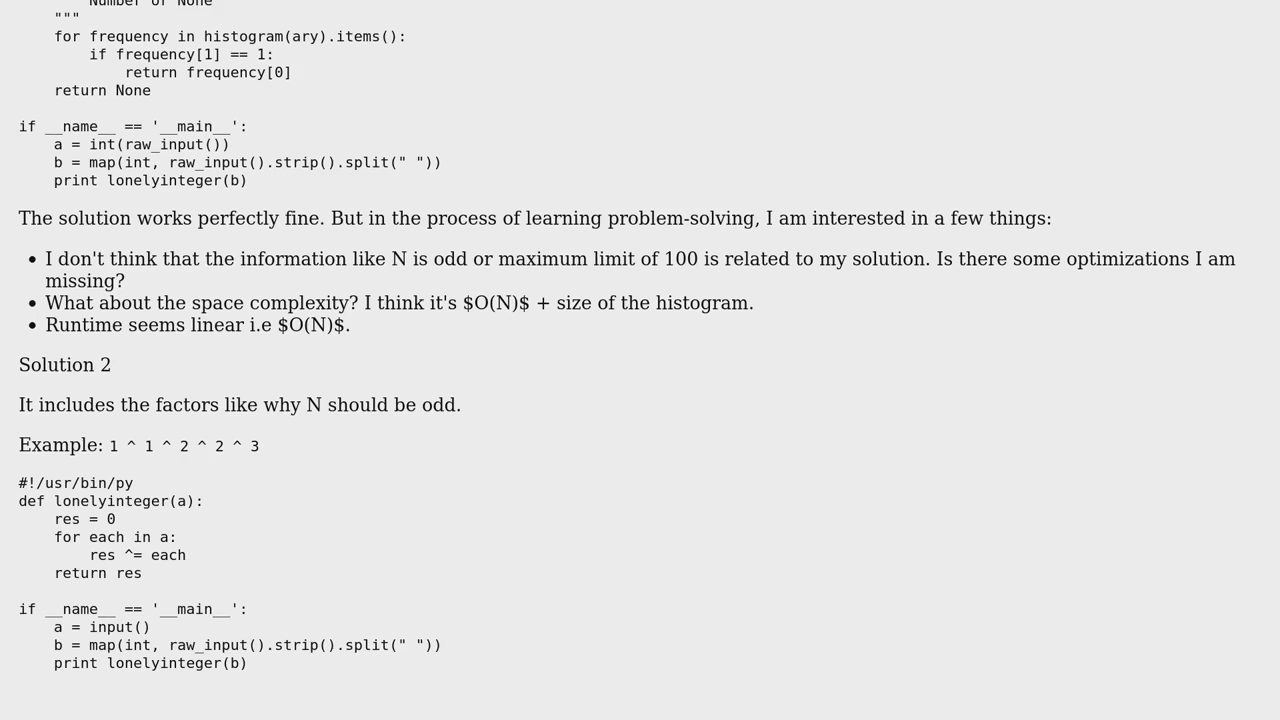 Number or None
"""
for frequency in histogram(ary).items():
if frequency[1] == 1:
return frequency[0]
return None
if __name__ == '__main__':
a = int(raw_input())
b = map(int, raw_input().strip().split(" "))
print lonelyinteger(b)
The solution works perfectly fine. But in the process of learning problem-solving, I am interested in a few things:
• I don't think that the information like N is odd or maximum limit of 100 is related to my solution. Is there some optimizations I am
missing?
• What about the space complexity? I think it's $O(N)$ + size of the histogram.
• Runtime seems linear i.e $O(N)$.
Solution 2
It includes the factors like why N should be odd.
Example: 1 ^ 1 ^ 2 ^ 2 ^ 3
#!/usr/bin/py
def lonelyinteger(a):
res = 0
for each in a:
res ^= each
return res
if __name__ == '__main__':
a = input()
b = map(int, raw_input().strip().split(" "))
print lonelyinteger(b)